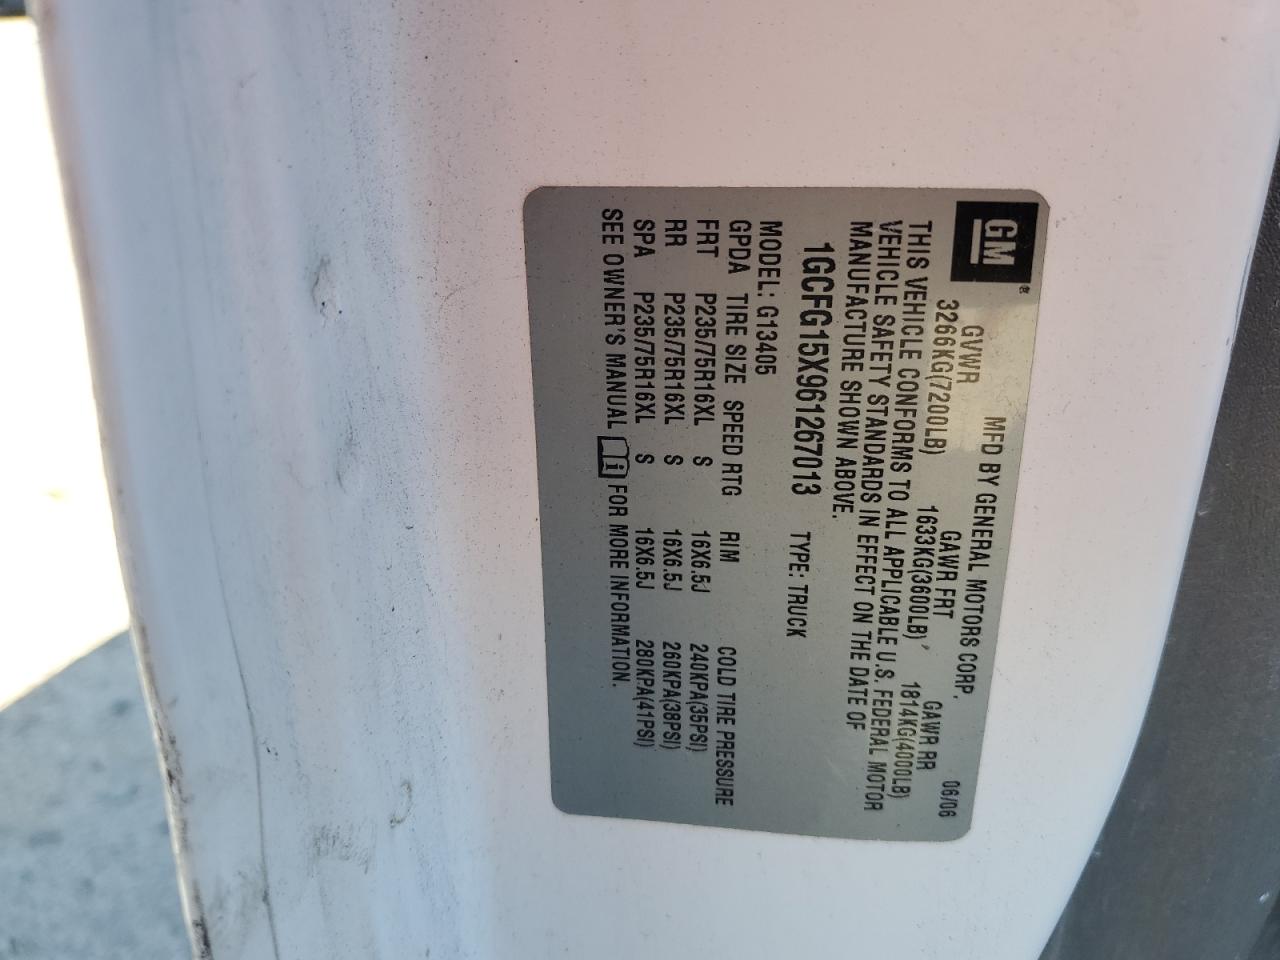 GM®
MFD BY GENERAL MOTORS CORP. 06/06
GVWR GAWR FRT GAWR RR
3266KG(7200LB) 1633KG(3600LB) 1814KG(4000LB)
THIS VEHICLE CONFORMS TO ALL APPLICABLE U.S. FEDERAL MOTOR
VEHICLE SAFETY STANDARDS IN EFFECT ON THE DATE OF
MANUFACTURE SHOWN ABOVE.
1GCFG15X961267013 TYPE: TRUCK
MODEL: G13405
GPDA TIRE SIZE SPEED RTG RIM COLD TIRE PRESSURE
FRT P235/75R16XL S 16X6.5J 240KPA(35PSI)
RR P235/75R16XL S 16X6.5J 260KPA(38PSI)
SPA P235/75R16XL S 16X6.5J 280KPA(41PSI)
SEE OWNER'S MANUAL FOR MORE INFORMATION.